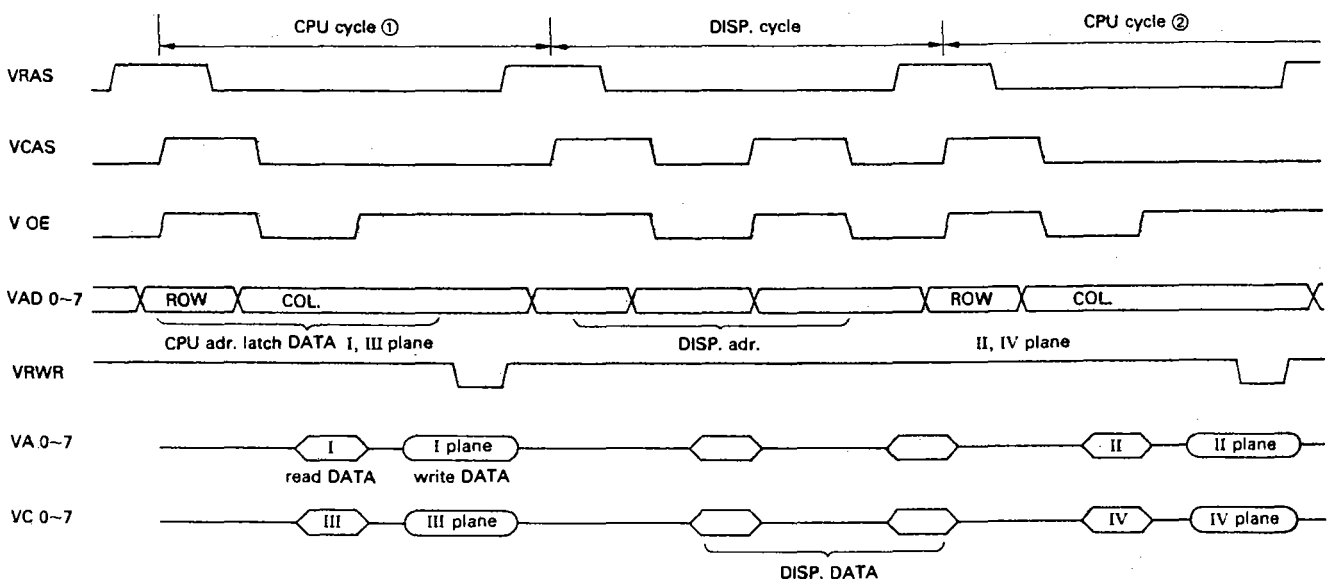 CPU cycle ① DISP. cycle CPU cycle ②
VRAS
VCAS
V OE
VAD 0~7 ROW COL. ROW COL.
CPU adr. latch DATA I, III plane DISP. adr. II, IV plane
VRWR
VA 0~7 I I plane II II plane
read DATA write DATA
VC 0~7 III III plane IV IV plane
DISP. DATA